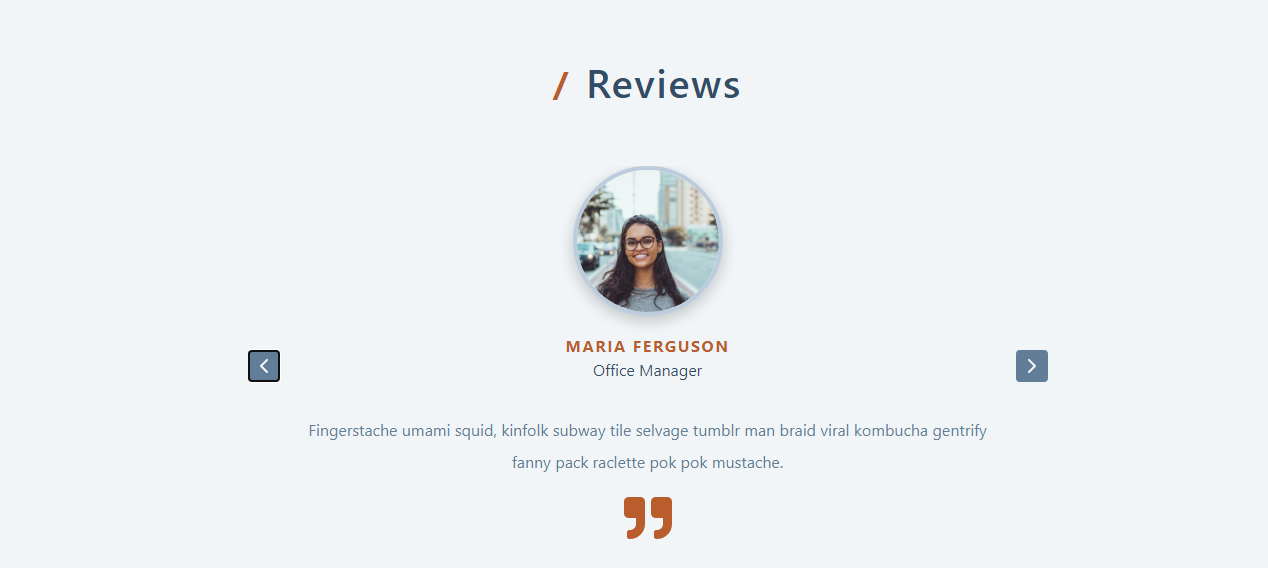 / Reviews
MARIA FERGUSON
Office Manager
Fingerstache umami squid, kinfolk subway tile selvage tumblr man braid viral kombucha gentrify
fanny pack raclette pok pok mustache.
”